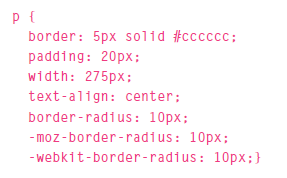 p {
border: 5px solid #cccccc;
padding: 20px;
width: 275px;
text-align: center;
border-radius: 10px;
-moz-border-radius: 10px;
-webkit-border-radius: 10px;}